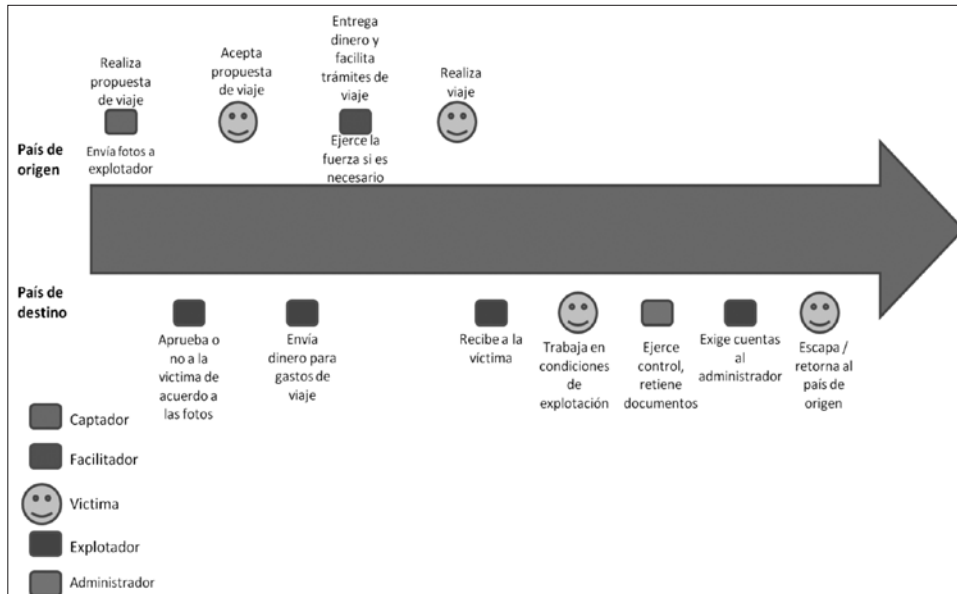 Realiza
propuesta
de viaje
Envía fotos a
explotador
Acepta
propuesta
de viaje
Entrega
dinero y
facilita
trámites de
viaje
Ejerce la
fuerza si es
necesario
Realiza
viaje
País de
origen
País de
destino
Aprueba o
no a la
victima de
acuerdo a
las fotos
Envía
dinero para
gastos de
viaje
Recibe a la
víctima
Trabaja en
condiciones
de
explotación
Ejerce
control,
retiene
documentos
Exige cuentas
al
administrador
Escapa /
retorna al
país de
origen
Captador
Facilitador
Victima
Explotador
Administrador